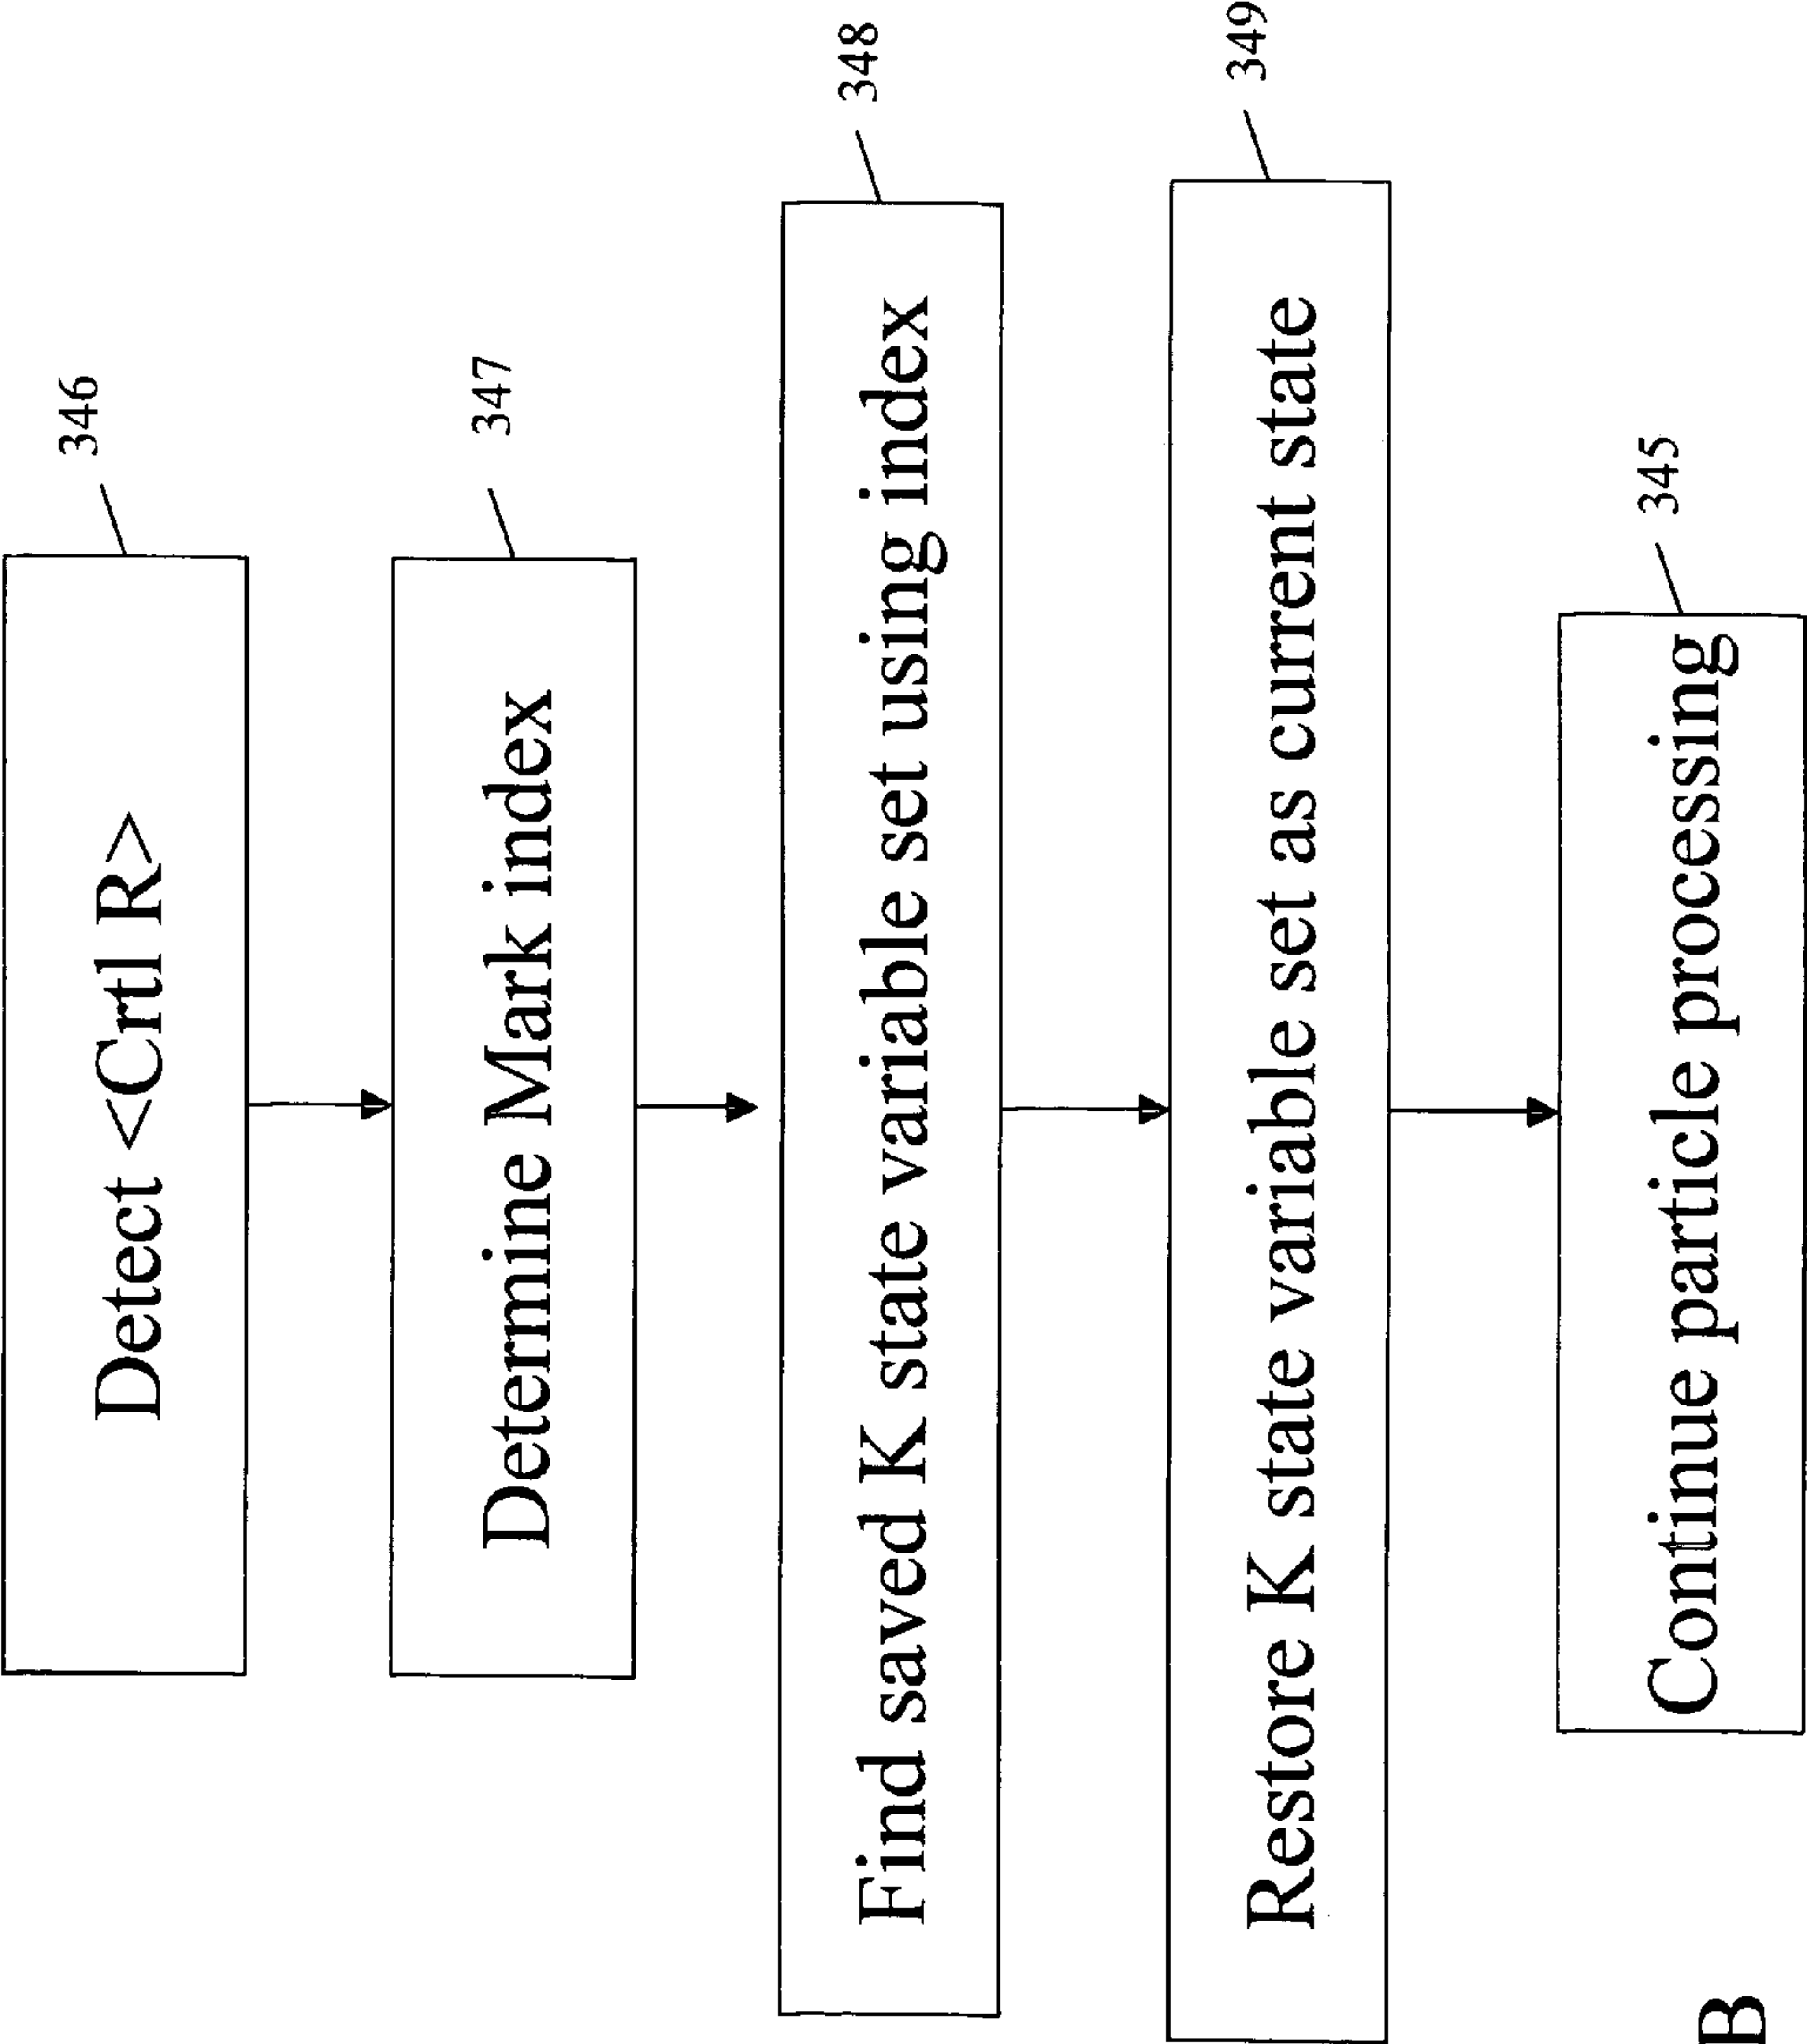 Detect <Crtl R>
346
Determine Mark index
347
Find saved K state variable set using index
348
Restore K state variable set as current state
349
Continue particle processing
345
B